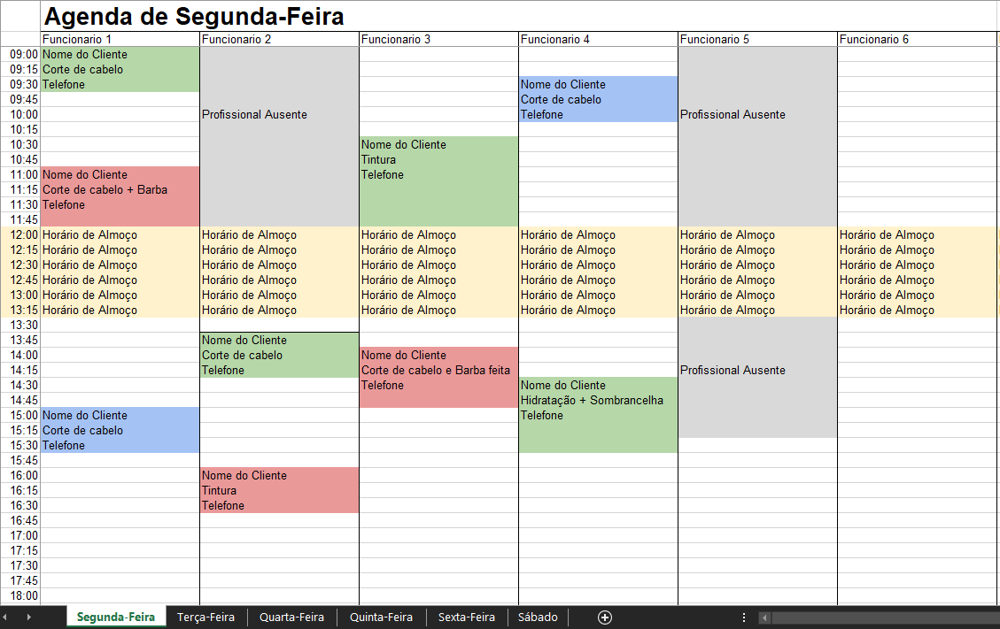 Agenda de Segunda-Feira
Funcionario 1 Funcionario 2 Funcionario 3 Funcionario 4 Funcionario 5 Funcionario 6
09:00 Nome do Cliente
09:15 Corte de cabelo
09:30 Telefone Nome do Cliente
09:45 Corte de cabelo
10:00 Profissional Ausente Telefone Profissional Ausente
10:15
10:30 Nome do Cliente
10:45 Tintura
11:00 Nome do Cliente Telefone
11:15 Corte de cabelo + Barba
11:30 Telefone
11:45
12:00 Horário de Almoço Horário de Almoço Horário de Almoço Horário de Almoço Horário de Almoço Horário de Almoço
12:15 Horário de Almoço Horário de Almoço Horário de Almoço Horário de Almoço Horário de Almoço Horário de Almoço
12:30 Horário de Almoço Horário de Almoço Horário de Almoço Horário de Almoço Horário de Almoço Horário de Almoço
12:45 Horário de Almoço Horário de Almoço Horário de Almoço Horário de Almoço Horário de Almoço Horário de Almoço
13:00 Horário de Almoço Horário de Almoço Horário de Almoço Horário de Almoço Horário de Almoço Horário de Almoço
13:15 Horário de Almoço Horário de Almoço Horário de Almoço Horário de Almoço Horário de Almoço Horário de Almoço
13:30
13:45 Nome do Cliente
14:00 Corte de cabelo Nome do Cliente
14:15 Telefone Corte de cabelo e Barba feita Profissional Ausente
14:30 Telefone Nome do Cliente
14:45 Hidratação + Sombrancelha
15:00 Nome do Cliente Telefone
15:15 Corte de cabelo
15:30 Telefone
15:45
16:00 Nome do Cliente
16:15 Tintura
16:30 Telefone
16:45
17:00
17:15
17:30
17:45
18:00
Segunda-Feira Terça-Feira Quarta-Feira Quinta-Feira Sexta-Feira Sábado